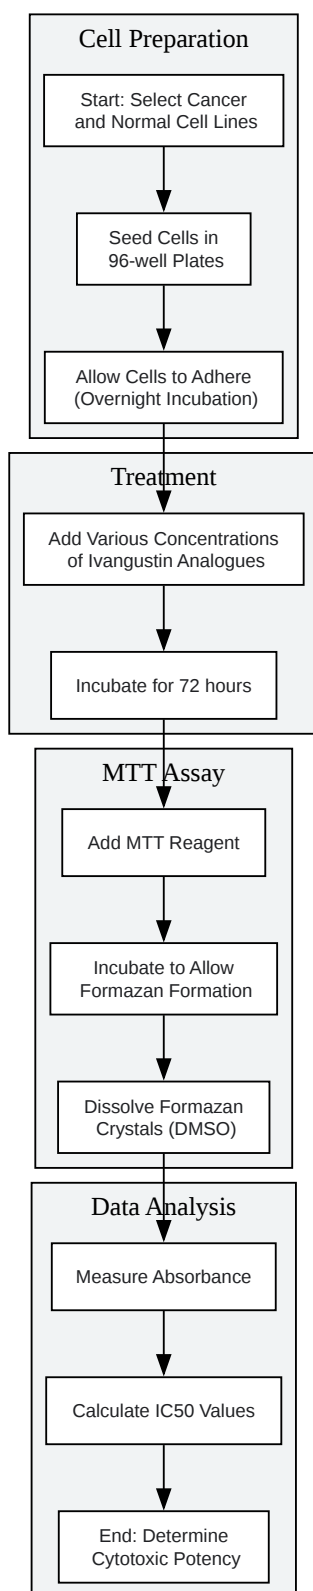 Cell Preparation
Start: Select Cancer
and Normal Cell Lines
Seed Cells in
96-well Plates
Allow Cells to Adhere
(Overnight Incubation)
Treatment
Add Various Concentrations
of Ivangustin Analogues
Incubate for 72 hours
MTT Assay
Add MTT Reagent
Incubate to Allow
Formazan Formation
Dissolve Formazan
Crystals (DMSO)
Data Analysis
Measure Absorbance
Calculate IC50 Values
End: Determine
Cytotoxic Potency